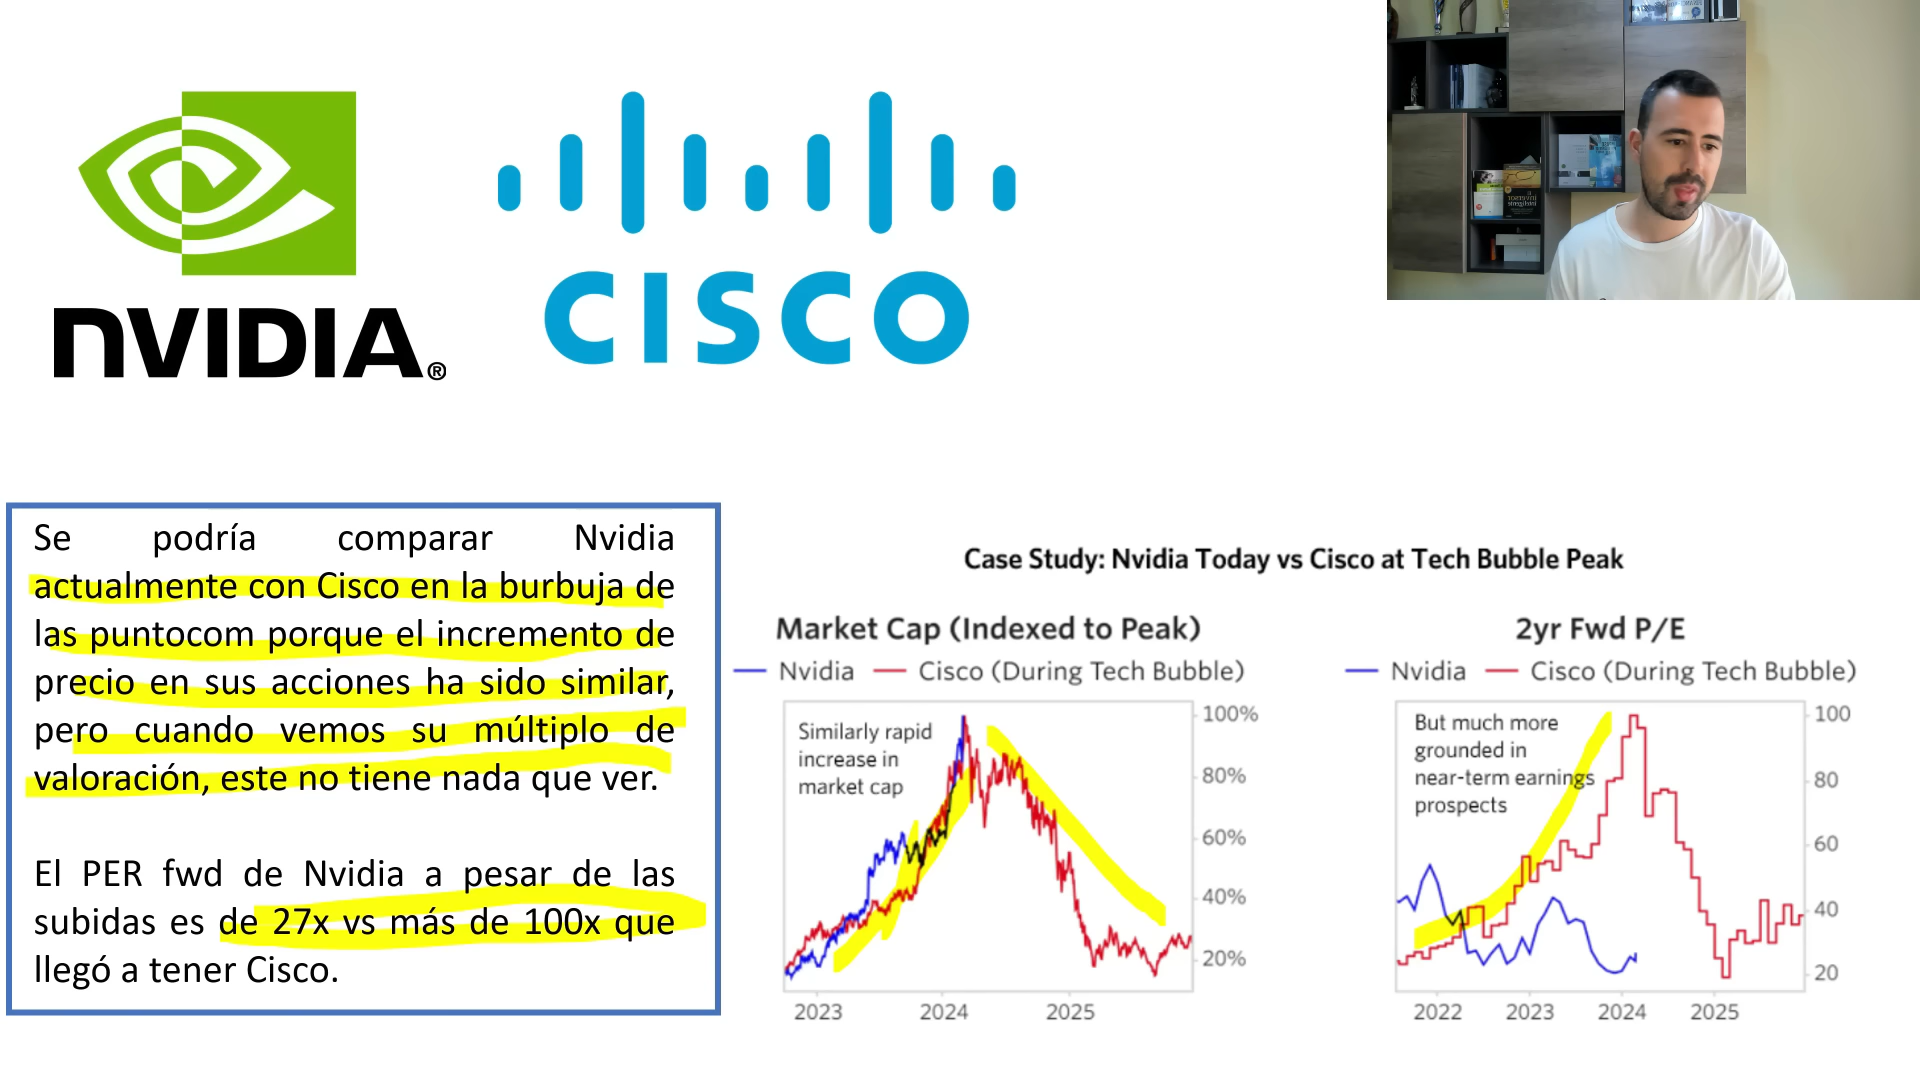 NVIDIA®
CISCO
Se podría comparar Nvidia
actualmente con Cisco en la burbuja de
las puntocom porque el incremento de
precio en sus acciones ha sido similar,
pero cuando vemos su múltiplo de
valoración, este no tiene nada que ver.
El PER fwd de Nvidia a pesar de las
subidas es de 27x vs más de 100x que
llegó a tener Cisco.
Case Study: Nvidia Today vs Cisco at Tech Bubble Peak
Market Cap (Indexed to Peak)
Nvidia Cisco (During Tech Bubble)
Similarly rapid
increase in
market cap
100%
80%
60%
40%
20%
2023 2024 2025
2yr Fwd P/E
Nvidia Cisco (During Tech Bubble)
But much more
grounded in
near-term earnings
prospects
100
80
60
40
20
2022 2023 2024 2025